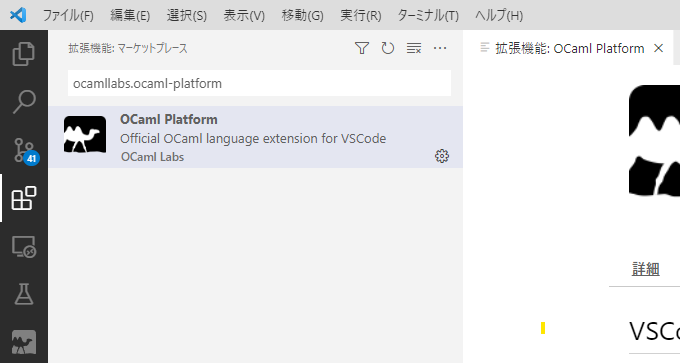 ファイル(F) 編集(E) 選択(S) 表示(V) 移動(G) 実行(R) ターミナル(T) ヘルプ(H)
拡張機能: マーケットプレース
拡張機能: OCaml Platform
ocamllabs.ocaml-platform
OCaml Platform
Official OCaml language extension for VSCode
OCaml Labs
41
詳細